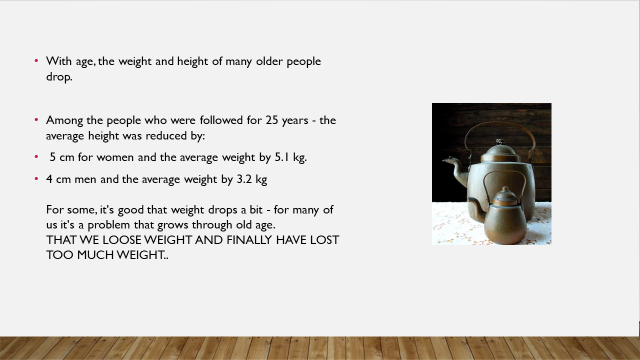 • With age, the weight and height of many older people
drop.
• Among the people who were followed for 25 years - the
average height was reduced by:
• 5 cm for women and the average weight by 5.1 kg.
• 4 cm men and the average weight by 3.2 kg
For some, it's good that weight drops a bit - for many of
us it's a problem that grows through old age.
THAT WE LOOSE WEIGHT AND FINALLY HAVE LOST
TOO MUCH WEIGHT..